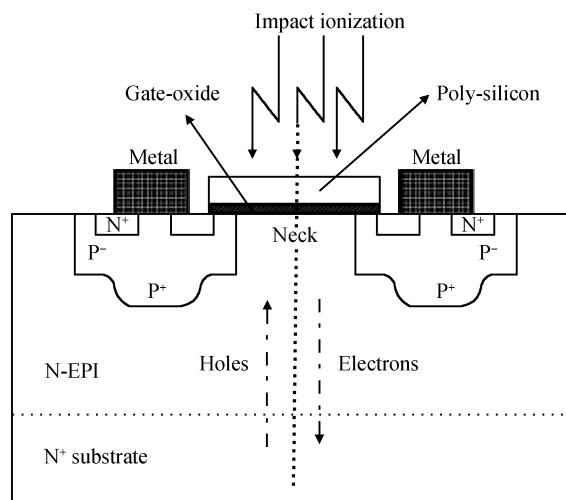 Impact ionization
Gate-oxide
Poly-silicon
Metal
Metal
N⁺
N⁺
Neck
P⁻
P⁻
P⁺
P⁺
N-EPI
Holes
Electrons
N⁺ substrate